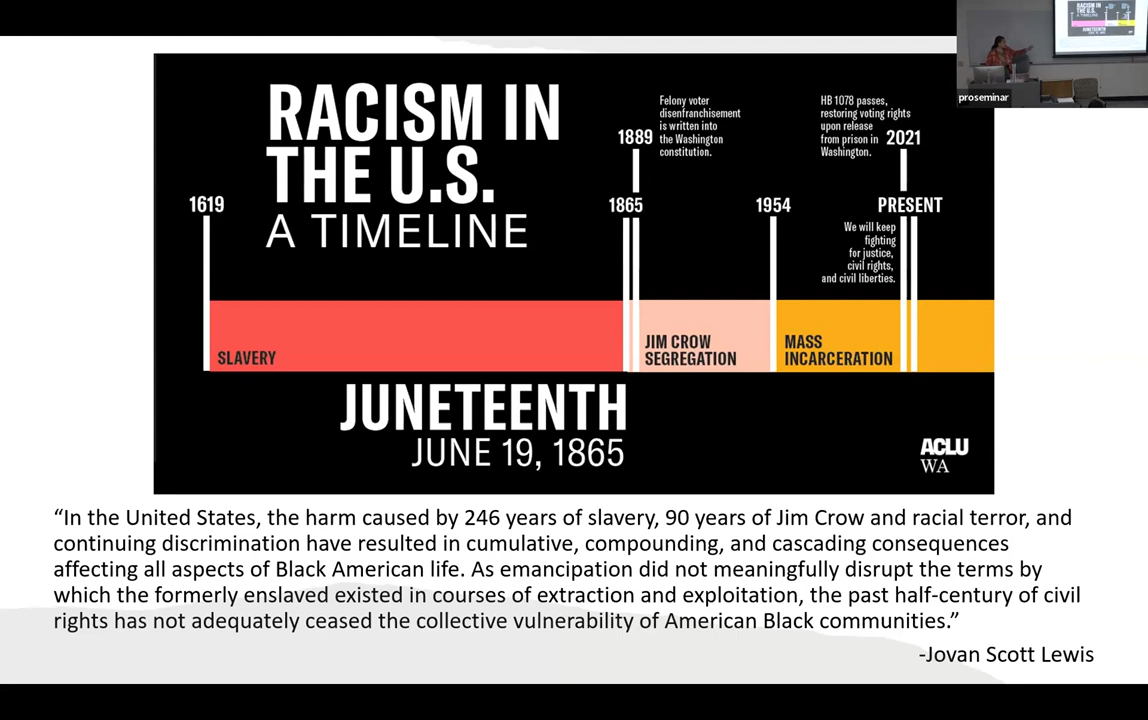 RACISM IN
THE U.S.
A TIMELINE
1619
1865
1889
Felony voter
disenfranchisement
is written into
the Washington
constitution.
1954
HB 1078 passes,
restoring voting rights
upon release
from prison in
Washington.
2021
PRESENT
We will keep
fighting
for justice,
civil rights,
and civil liberties.
SLAVERY
JIM CROW
SEGREGATION
MASS
INCARCERATION
JUNETEENTH
JUNE 19, 1865
ACLU
WA
“In the United States, the harm caused by 246 years of slavery, 90 years of Jim Crow and racial terror, and
continuing discrimination have resulted in cumulative, compounding, and cascading consequences
affecting all aspects of Black American life. As emancipation did not meaningfully disrupt the terms by
which the formerly enslaved existed in courses of extraction and exploitation, the past half-century of civil
rights has not adequately ceased the collective vulnerability of American Black communities.”
-Jovan Scott Lewis
proseminar
RACISM IN
THE U.S.
A TIMELINE
JUNETEENTH